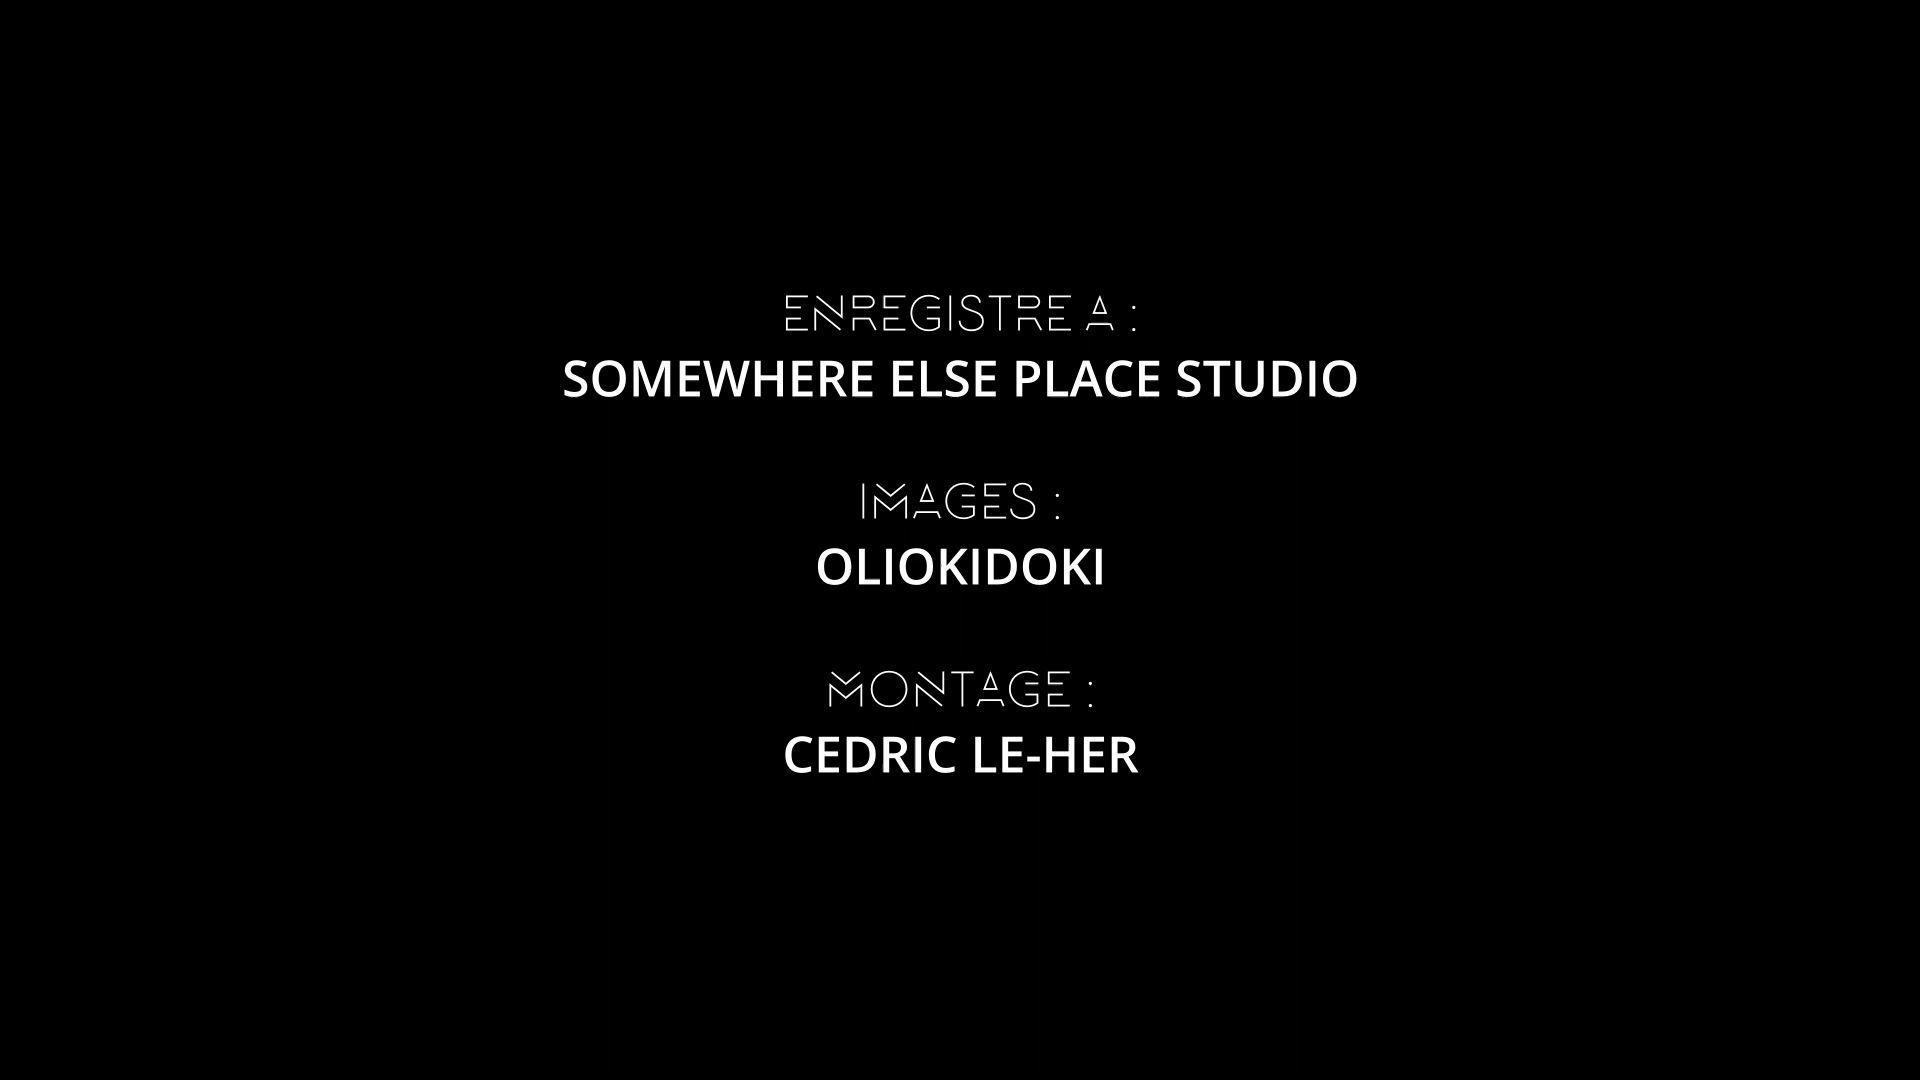 ENREGISTRE A :
SOMEWHERE ELSE PLACE STUDIO
IMAGES :
OLIOKIDOKI
MONTAGE :
CEDRIC LE-HER